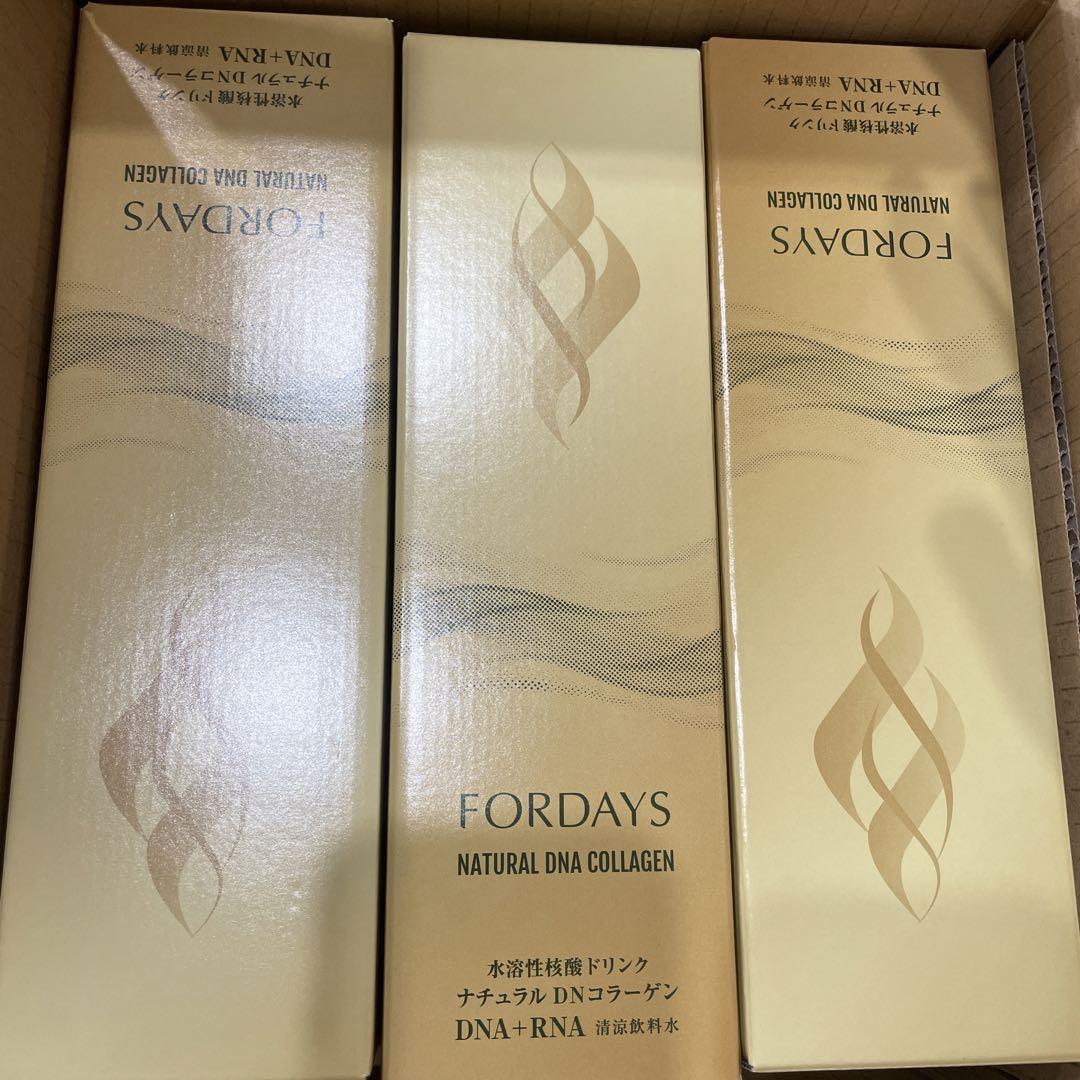 FORDAYS
NATURAL DNA COLLAGEN
水溶性核酸ドリンク
ナチュラル DNコラーゲン
DNA+RNA 清涼飲料水
FORDAYS
NATURAL DNA COLLAGEN
水溶性核酸ドリンク
ナチュラル DNコラーゲン
DNA+RNA 清涼飲料水
FORDAYS
NATURAL DNA COLLAGEN
水溶性核酸ドリンク
ナチュラル DNコラーゲン
DNA+RNA 清涼飲料水